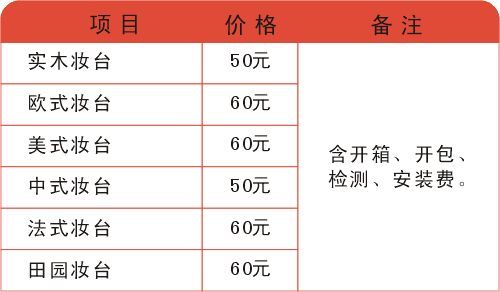 项目 价格 备注
实木妆台 50元
欧式妆台 60元
美式妆台 60元
中式妆台 50元
法式妆台 60元
田园妆台 60元
含开箱、开包、
检测、安装费。